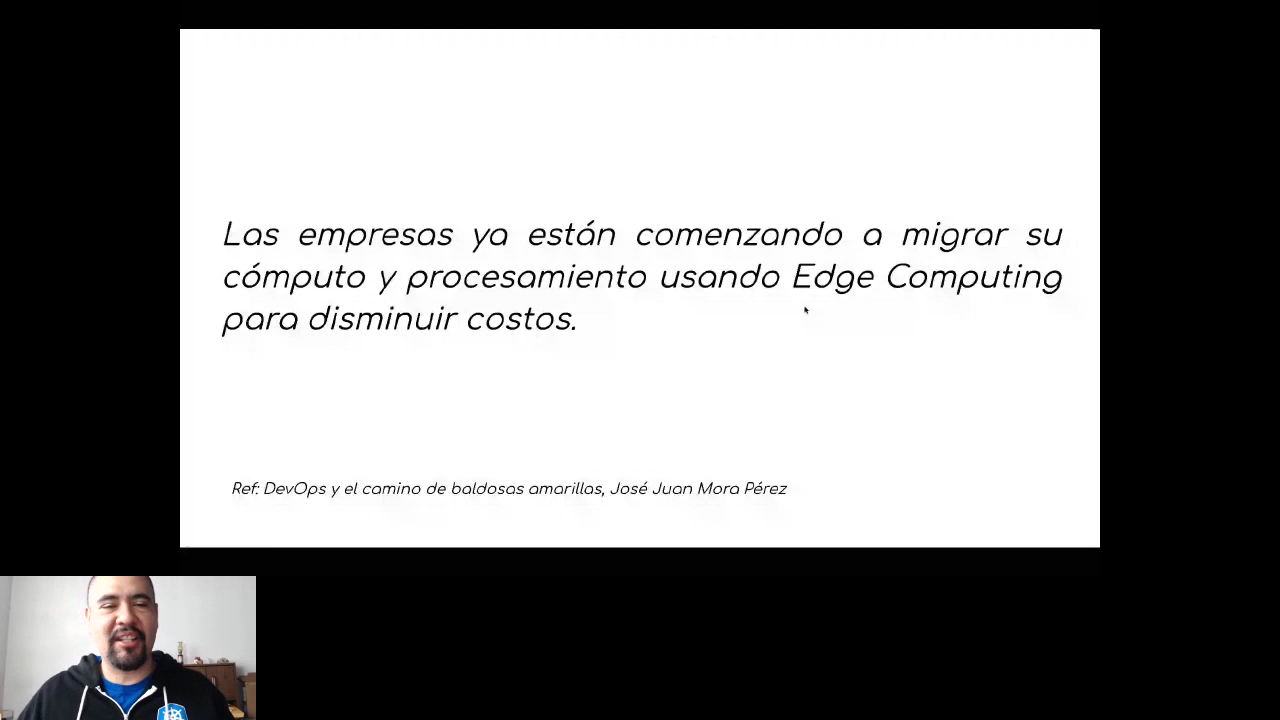 Las empresas ya están comenzando a migrar su
cómputo y procesamiento usando Edge Computing
para disminuir costos.
Ref: DevOps y el camino de baldosas amarillas, José Juan Mora Pérez